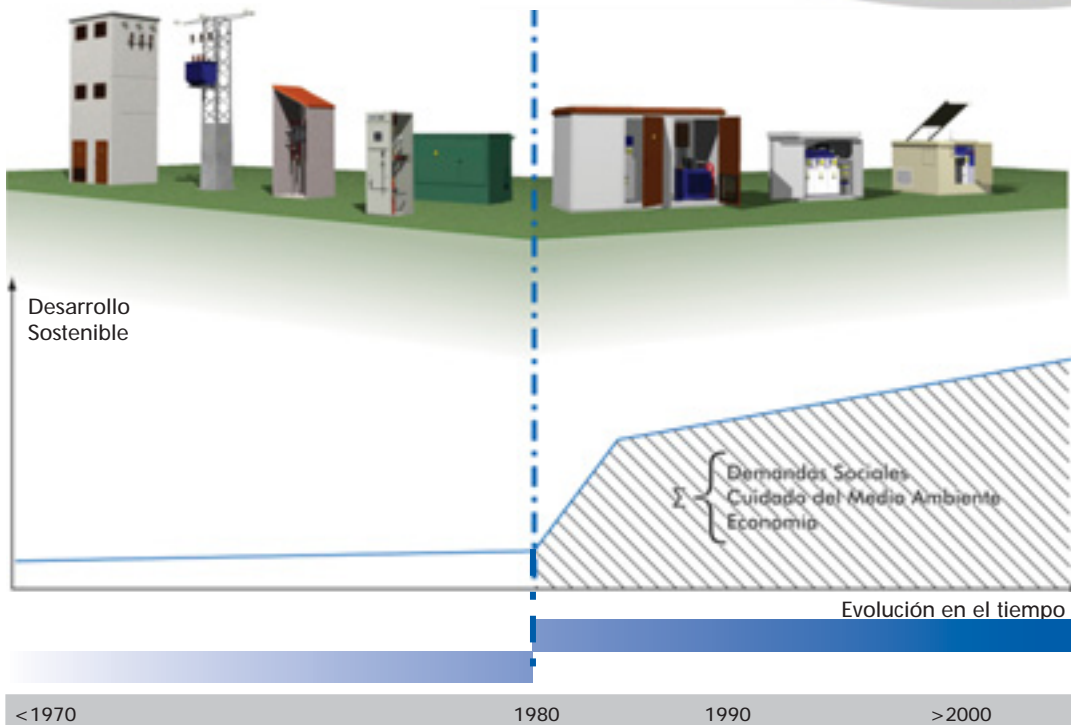 Desarrollo
Sostenible
Σ { Demandas Sociales
Cuidado del Medio Ambiente
Economía
Evolución en el tiempo
<1970 1980 1990 >2000